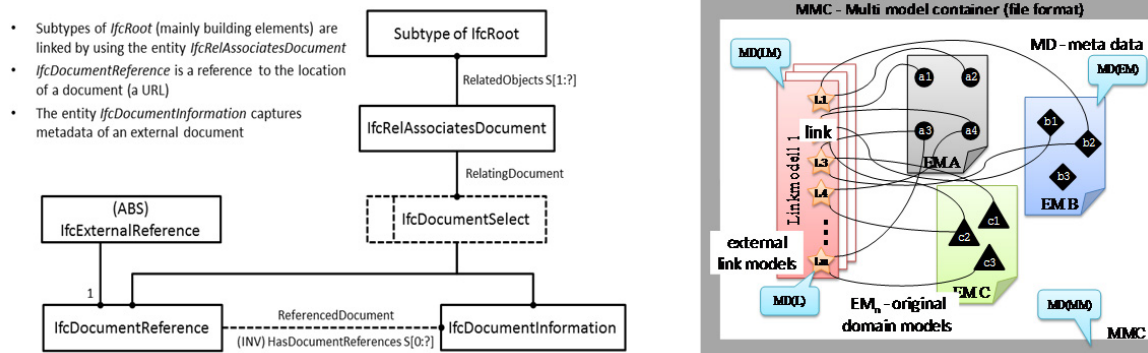 • Subtypes of IfcRoot (mainly building elements) are
linked by using the entity IfcRelAssociatesDocument
• IfcDocumentReference is a reference to the location
of a document (a URL)
• The entity IfcDocumentInformation captures
metadata of an external document
Subtype of IfcRoot
RelatedObjects S[1:?]
IfcRelAssociatesDocument
RelatingDocument
IfcDocumentSelect
(ABS)
IfcExternalReference
1
IfcDocumentReference
ReferencedDocument
(INV) HasDocumentReferences S[0:?]
IfcDocumentInformation
MMC - Multi model container (file format)
MD - meta data
MD(LM)
MD(EM)
Linkmodell 1
L1
link
L3
L4
Ln
a1
a2
a3
a4
EMA
b1
b2
b3
EMB
c1
c2
c3
EMC
external
link models
MD(L)
EMn - original
domain models
MD(MM)
MMC